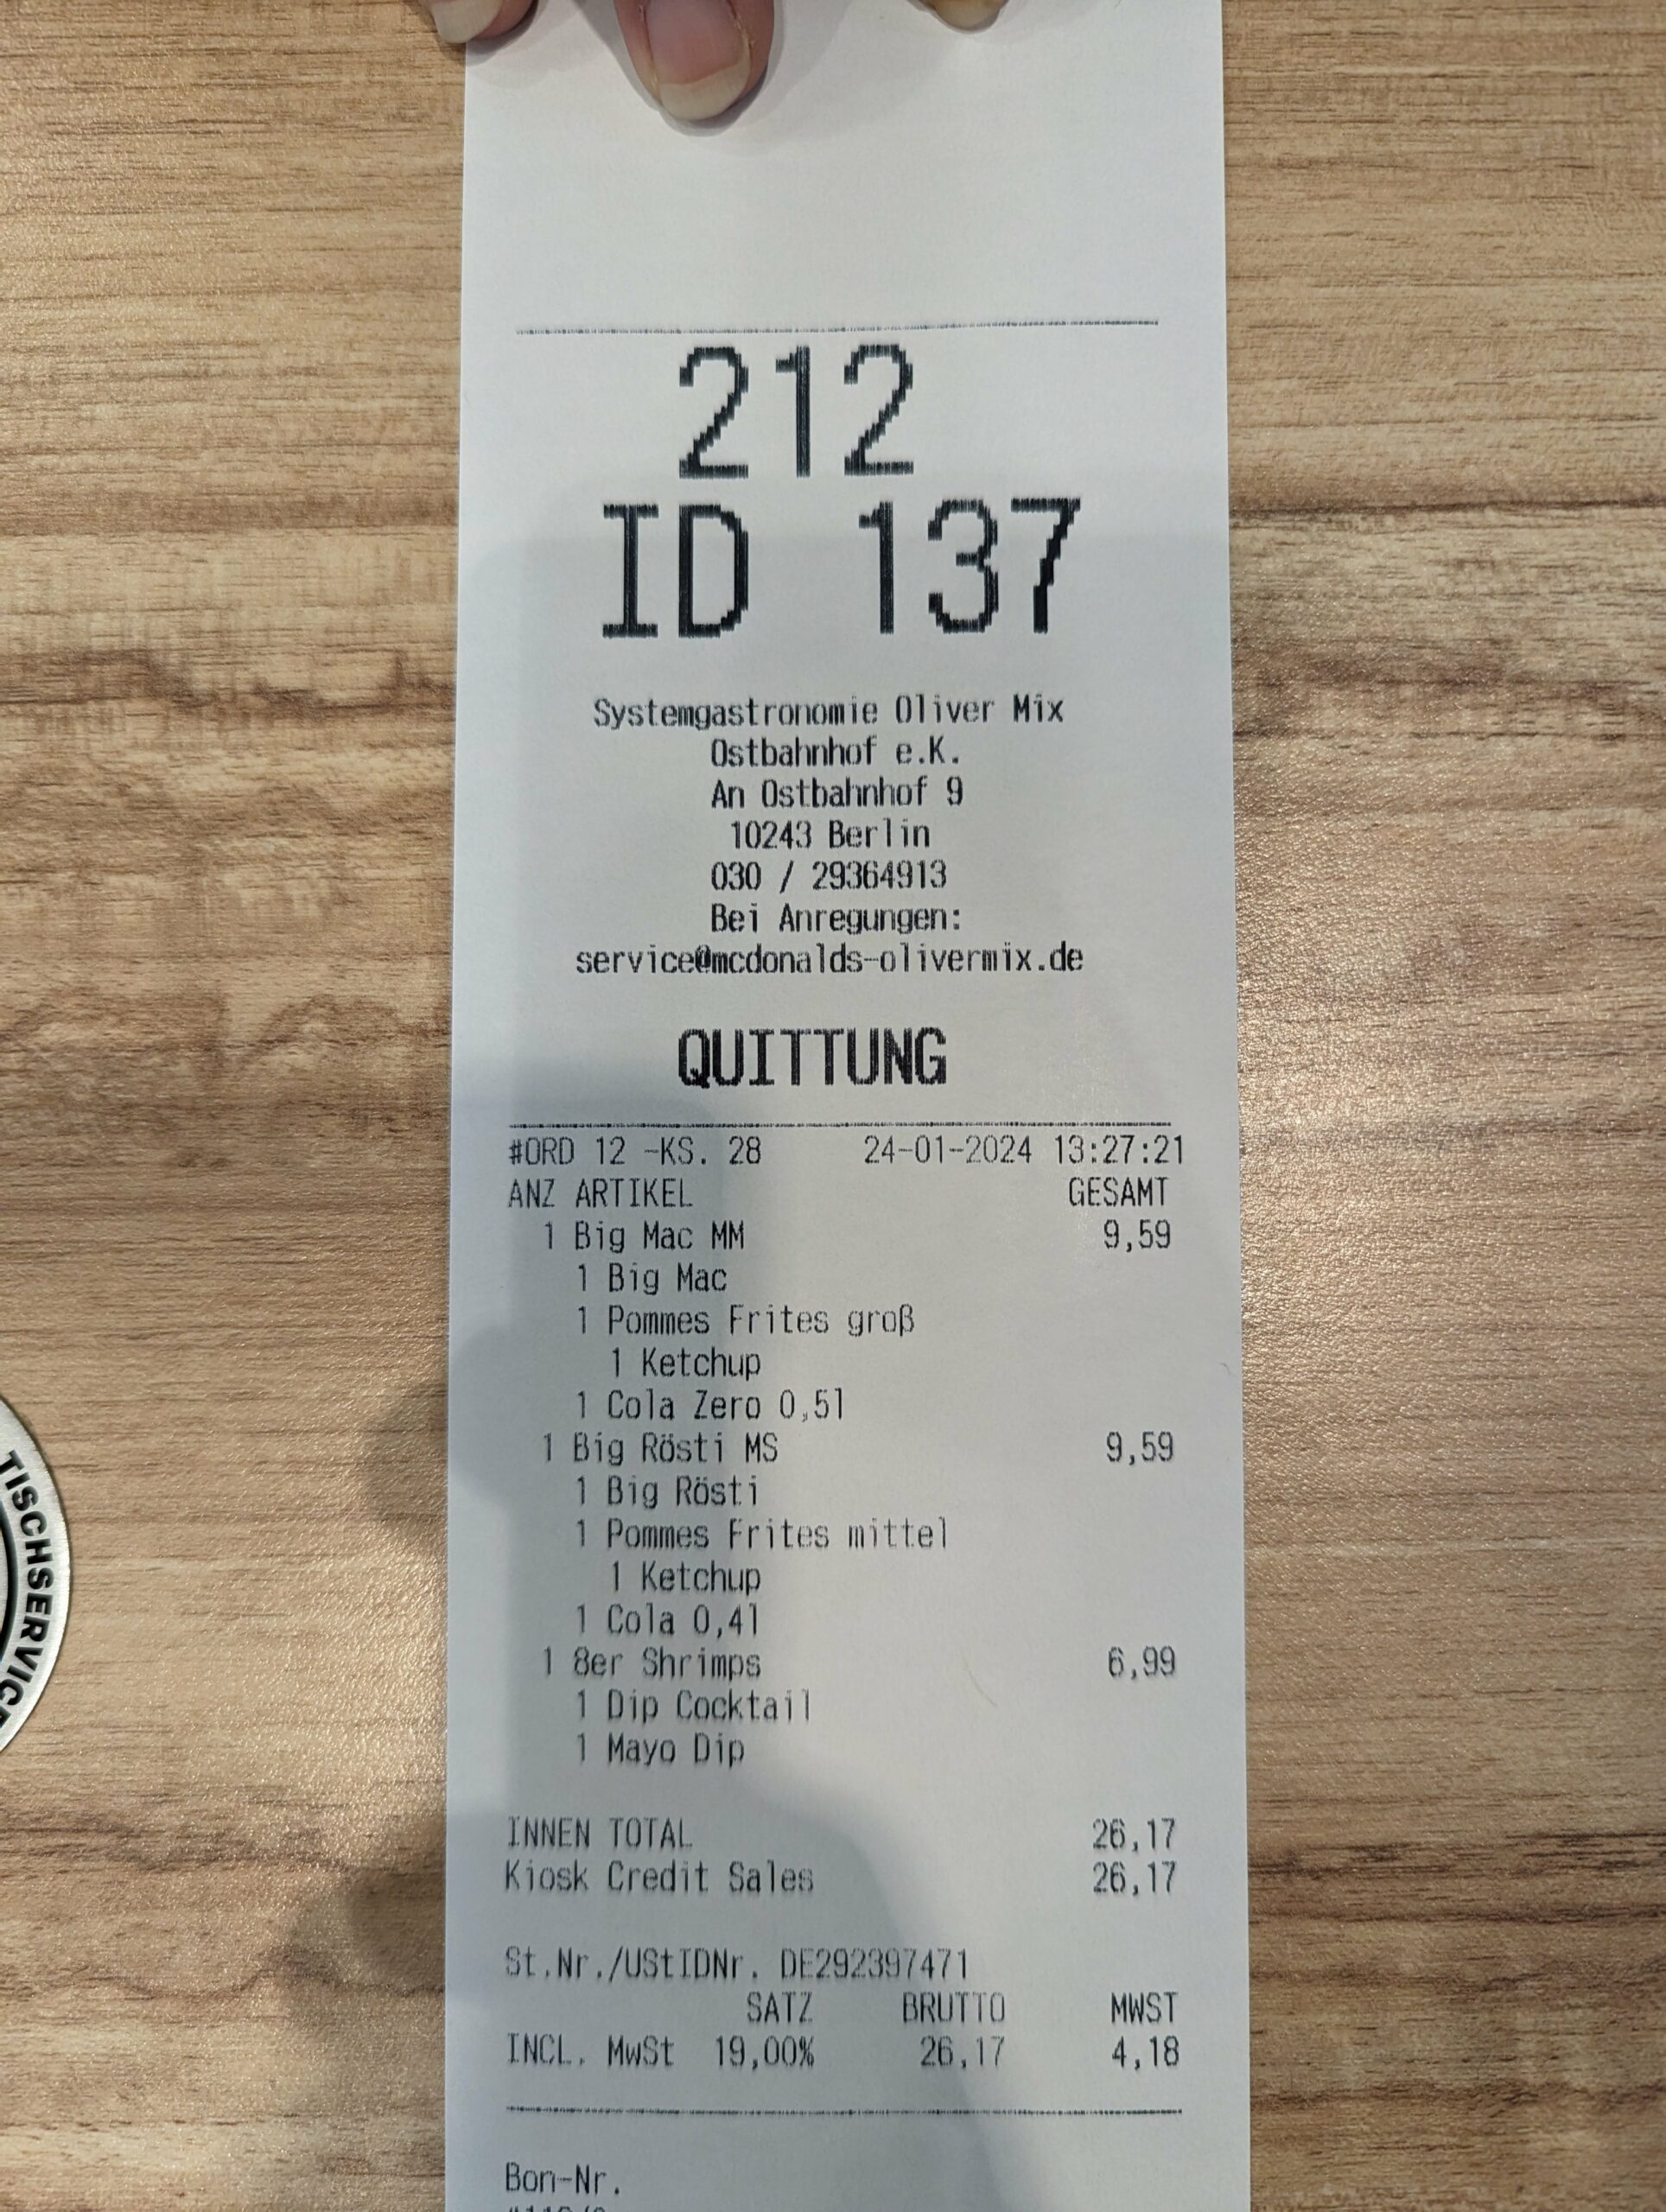 212
ID 137
Systemgastronomie Oliver Mix
Ostbahnhof e.K.
An Ostbahnhof 9
10243 Berlin
030 / 29364913
Bei Anregungen:
service@mcdonalds-olivermix.de
QUITTUNG
#ORD 12 -KS. 28 24-01-2024 13:27:21
ANZ ARTIKEL GESAMT
1 Big Mac MM 9,59
1 Big Mac
1 Pommes Frites groß
1 Ketchup
1 Cola Zero 0,5l
1 Big Rösti MS 9,59
1 Big Rösti
1 Pommes Frites mittel
1 Ketchup
1 Cola 0,4l
1 8er Shrimps 6,99
1 Dip Cocktail
1 Mayo Dip
INNEN TOTAL 26,17
Kiosk Credit Sales 26,17
St.Nr./UStIDNr. DE292397471
SATZ BRUTTO MWST
INCL. MwSt 19,00% 26,17 4,18
Bon-Nr.
TISCHSERVICE